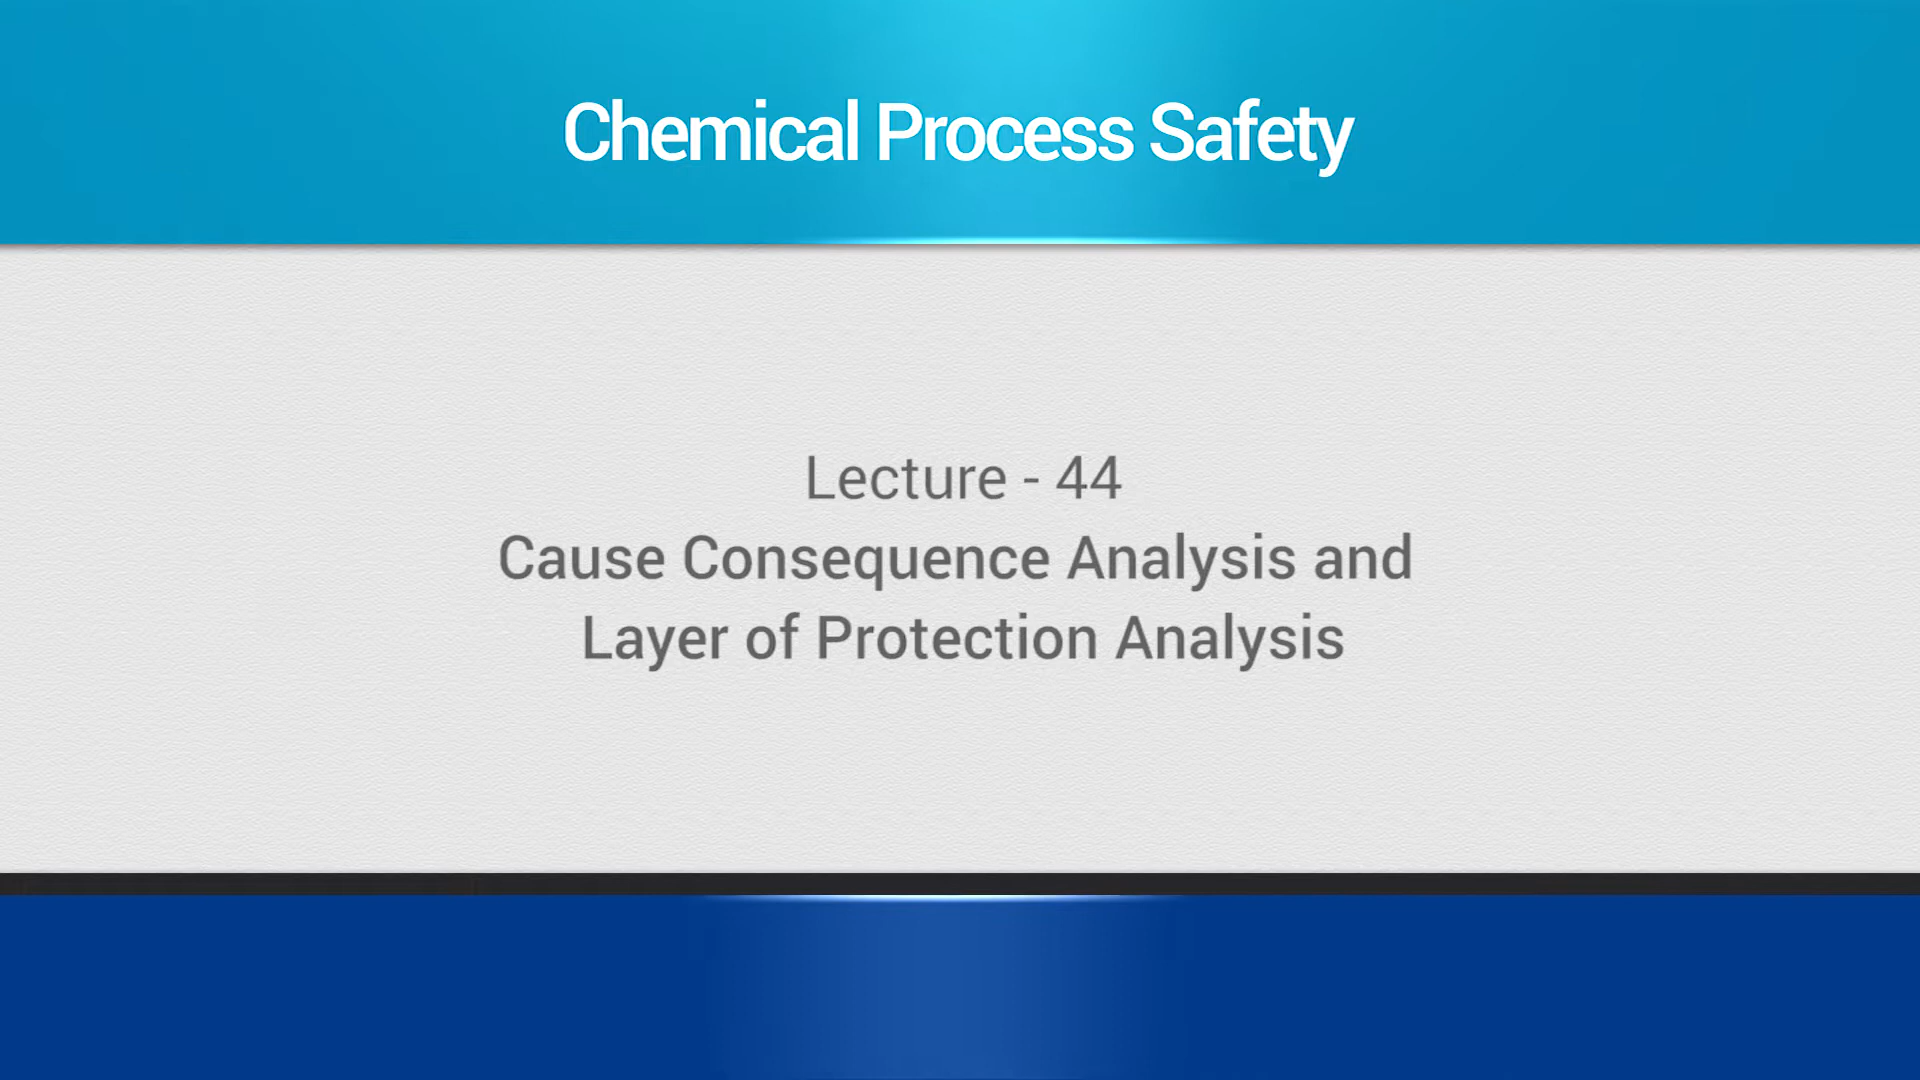 Chemical Process Safety
Lecture - 44
Cause Consequence Analysis and
Layer of Protection Analysis